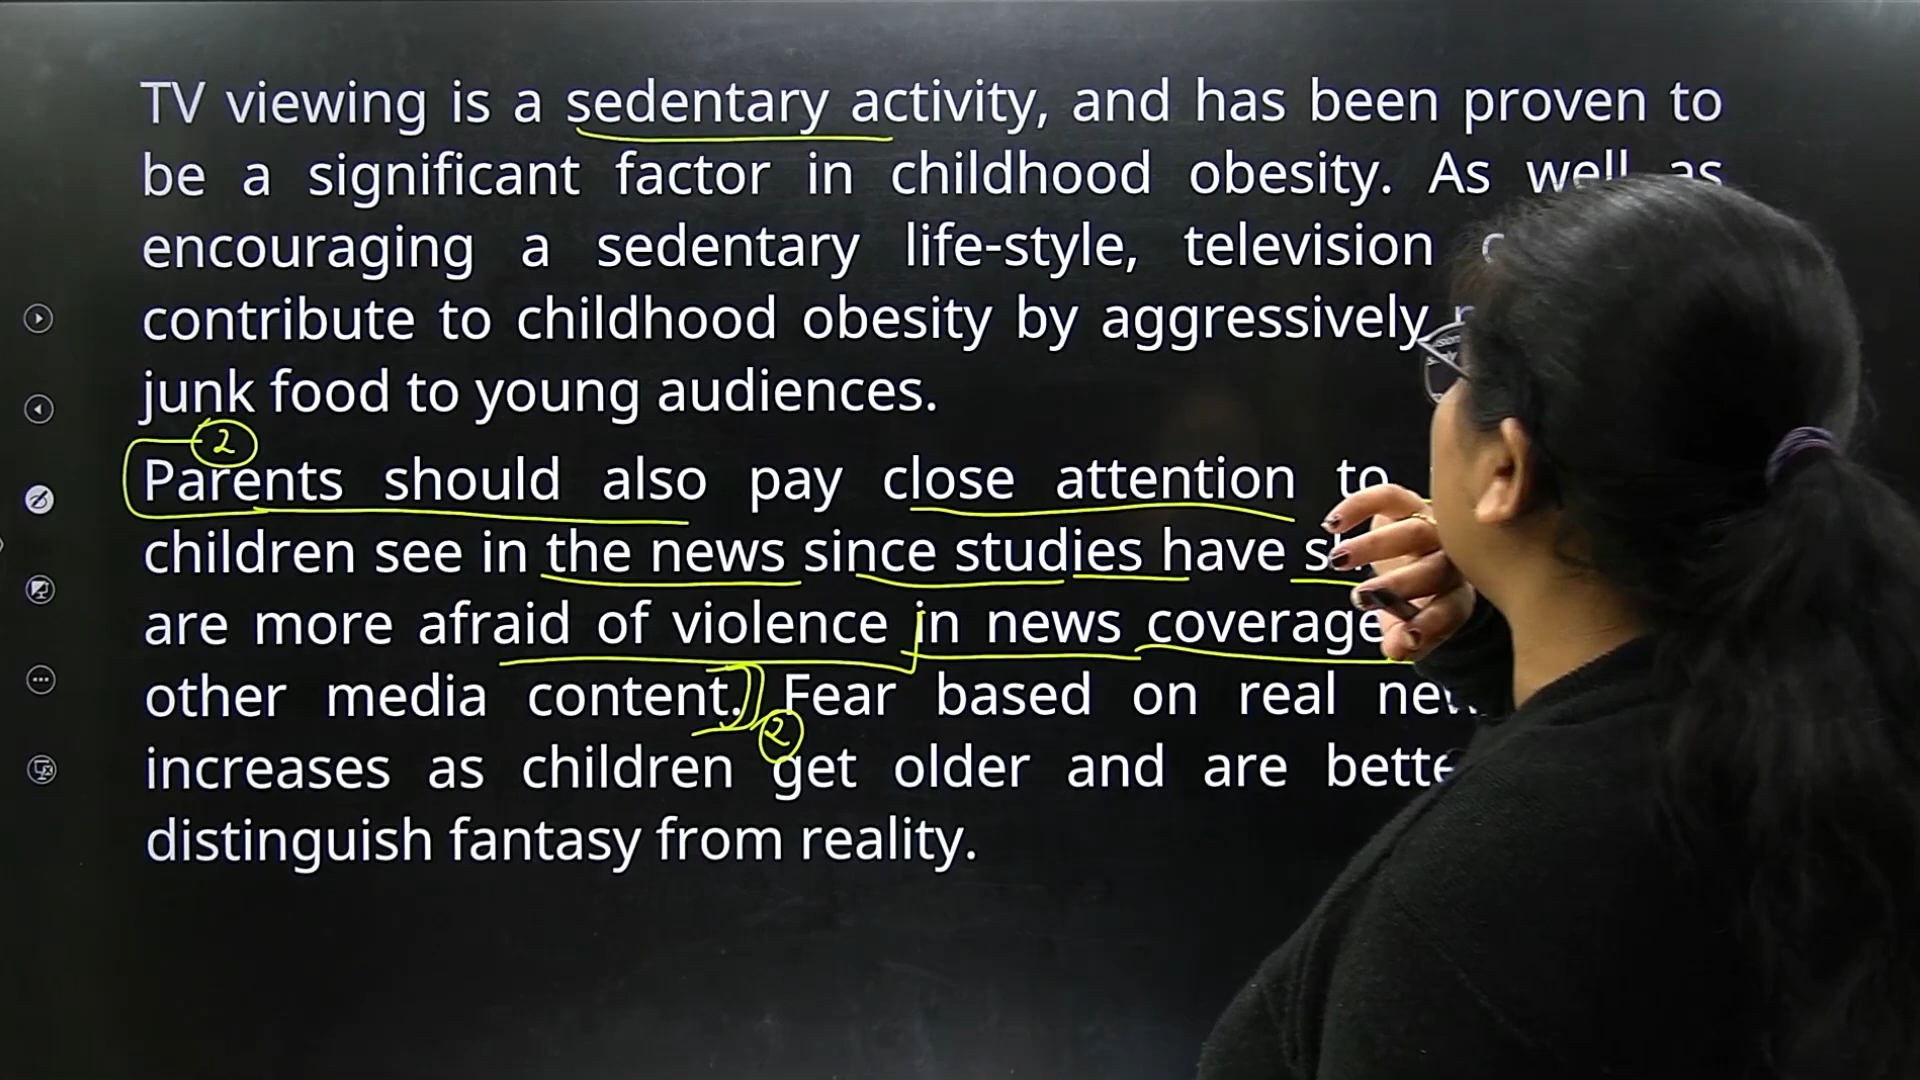 TV viewing is a sedentary activity, and has been proven to
be a significant factor in childhood obesity. As well as
encouraging a sedentary life-style, television
contribute to childhood obesity by aggressively
junk food to young audiences.
2
Parents should also pay close attention to
children see in the news since studies have
are more afraid of violence in news coverage
other media content. Fear based on real
2
increases as children get older and are
distinguish fantasy from reality.